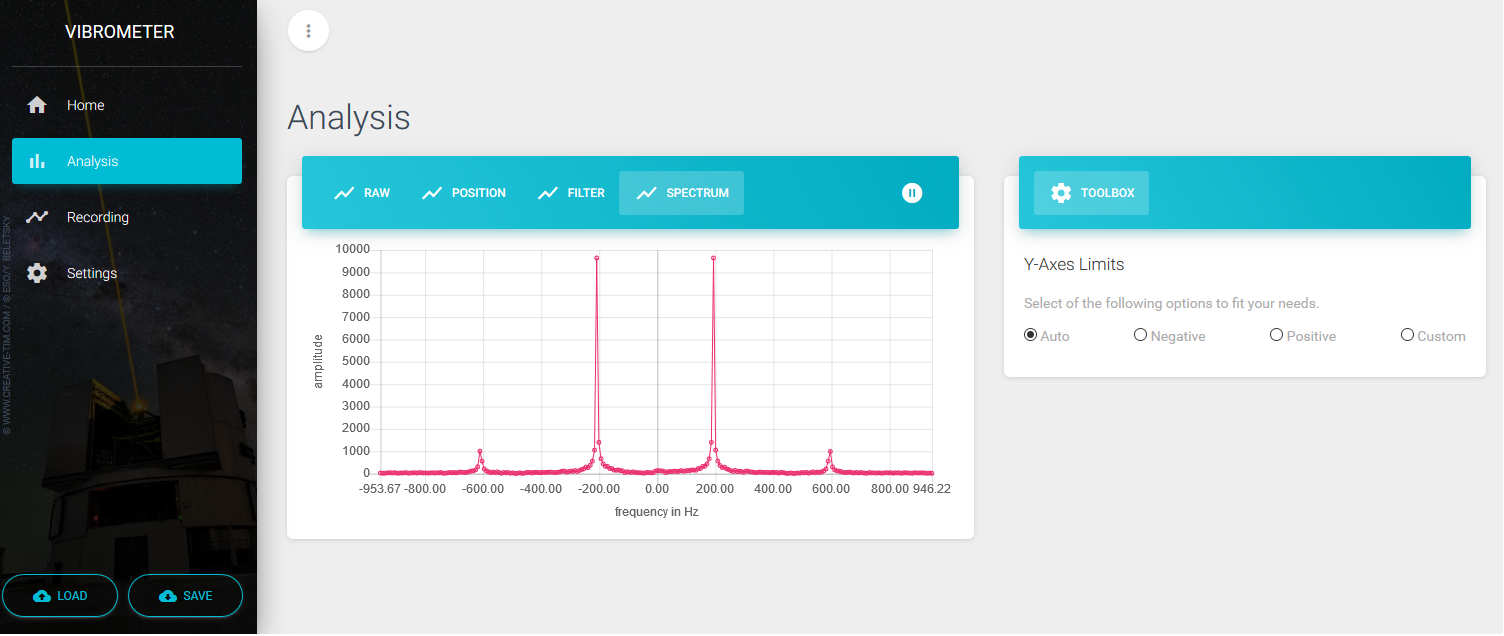 VIBROMETER
Home
Analysis
Recording
Settings
© WWW.CREATIVE-TIM.COM / © ESO/Y. BELETSKY
LOAD SAVE
Analysis
RAW POSITION FILTER SPECTRUM
10000
9000
8000
7000
6000
5000
4000
3000
2000
1000
0
amplitude
-953.67 -800.00 -600.00 -400.00 -200.00 0.00 200.00 400.00 600.00 800.00 946.22
frequency in Hz
TOOLBOX
Y-Axes Limits
Select of the following options to fit your needs.
Auto Negative Positive Custom